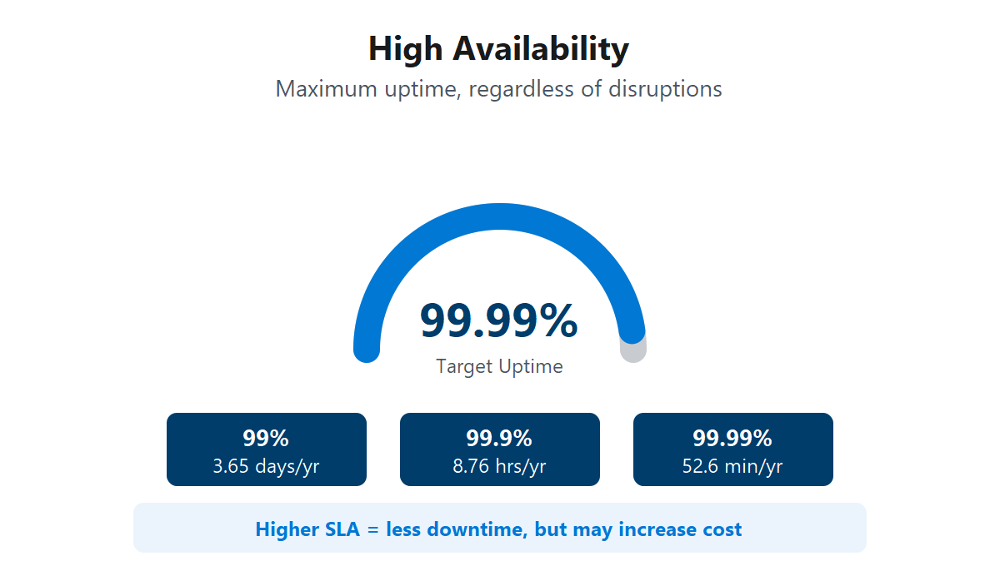 High Availability
Maximum uptime, regardless of disruptions
99.99%
Target Uptime
99%
3.65 days/yr
99.9%
8.76 hrs/yr
99.99%
52.6 min/yr
Higher SLA = less downtime, but may increase cost